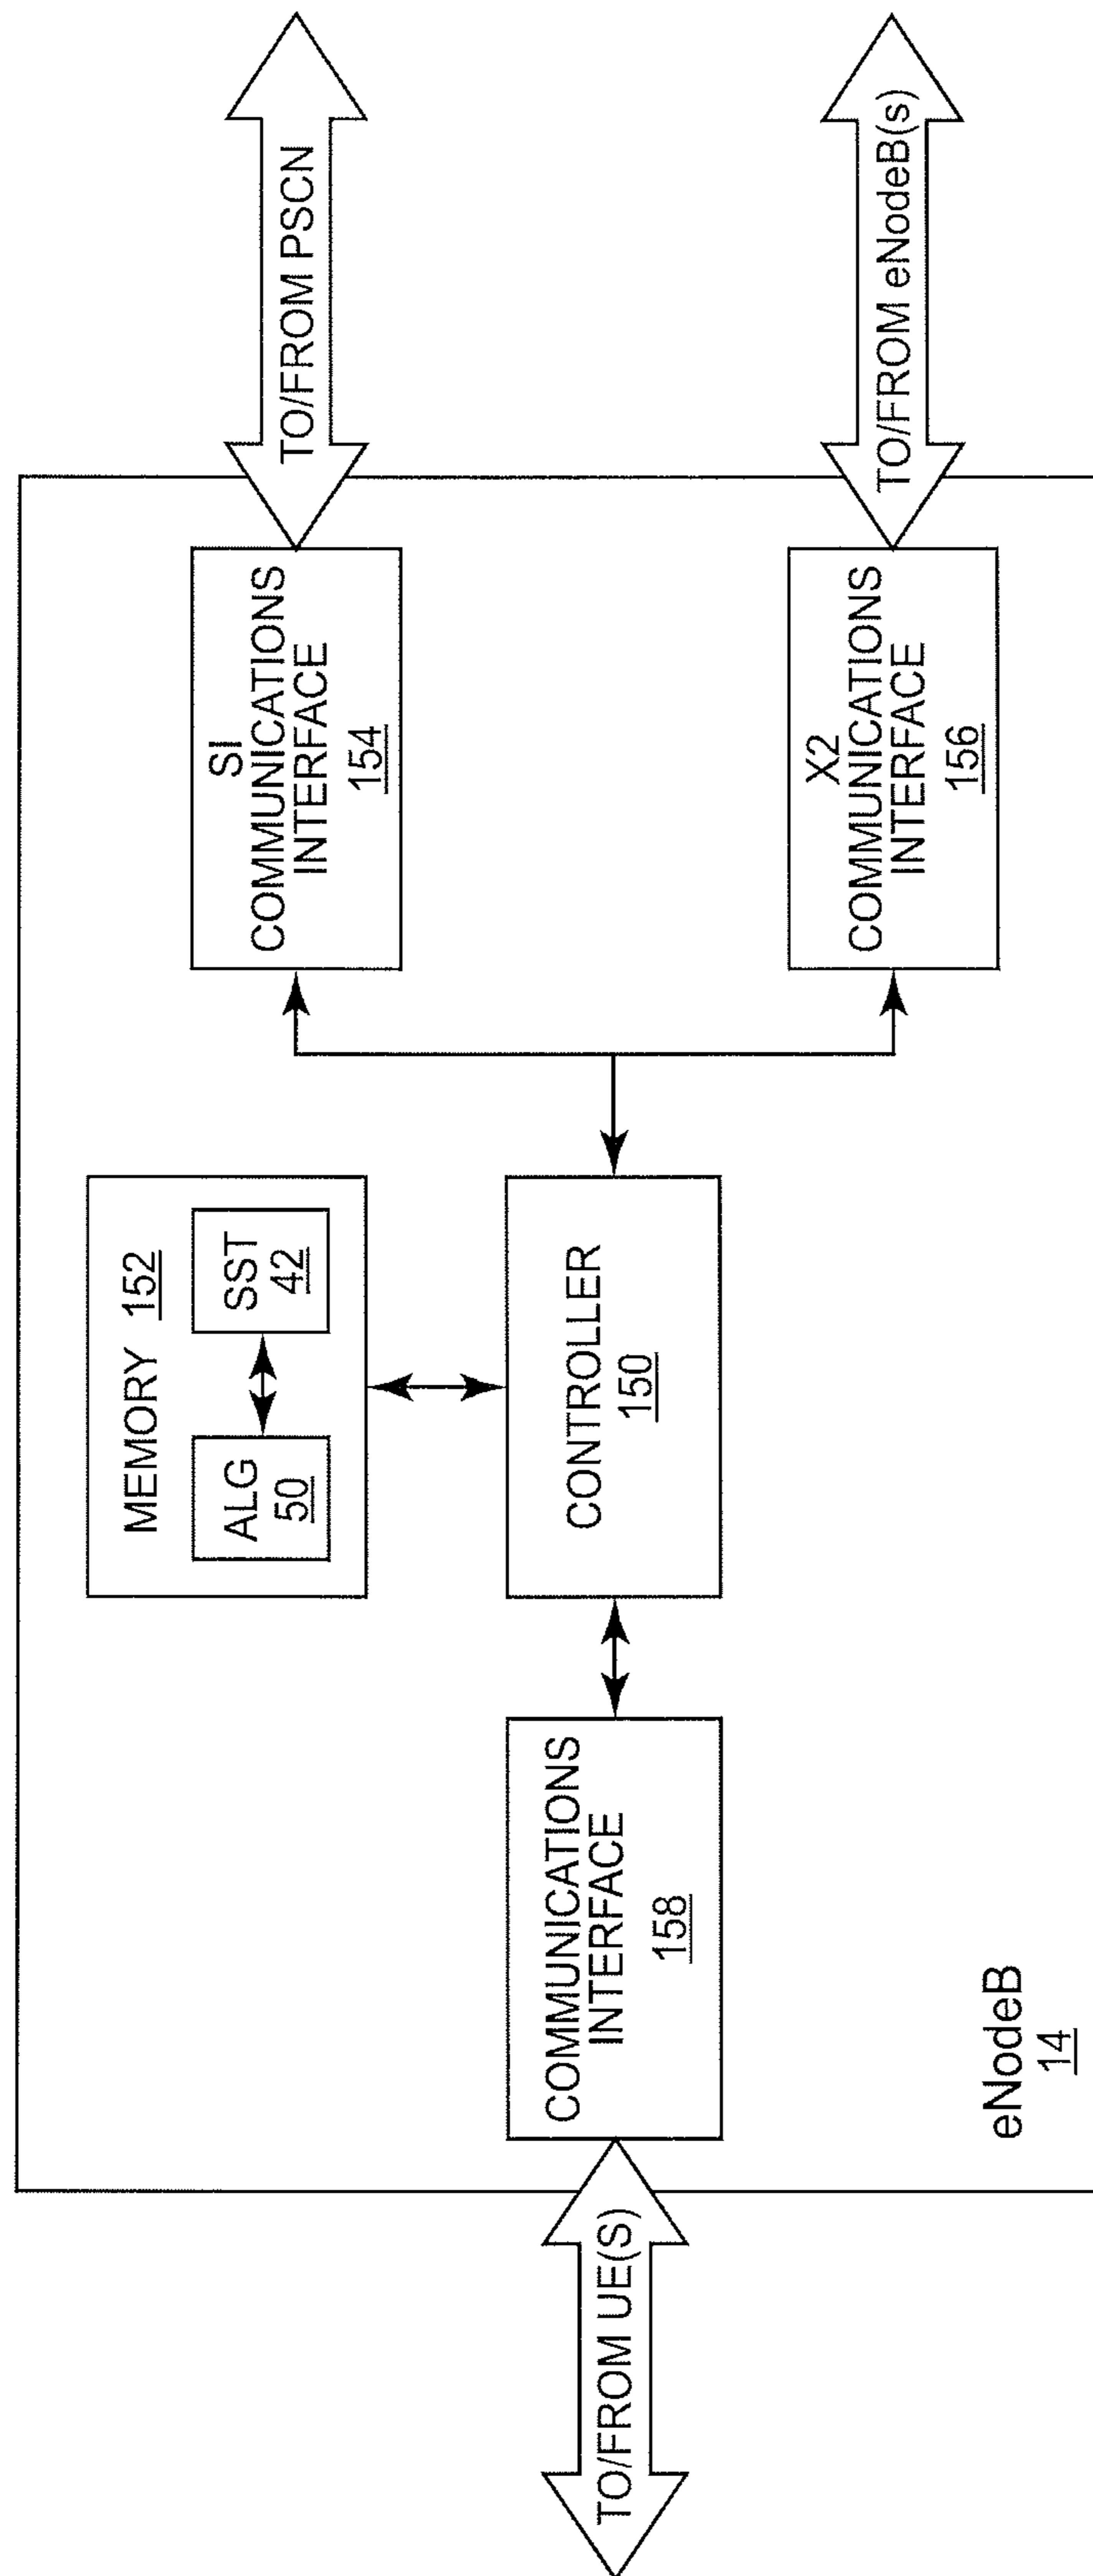 TO/FROM UE(S)
COMMUNICATIONS
INTERFACE
158
eNodeB
14
MEMORY 152
ALG
50
SST
42
CONTROLLER
150
SI
COMMUNICATIONS
INTERFACE
154
TO/FROM PSCN
X2
COMMUNICATIONS
INTERFACE
156
TO/FROM eNodeB(s)